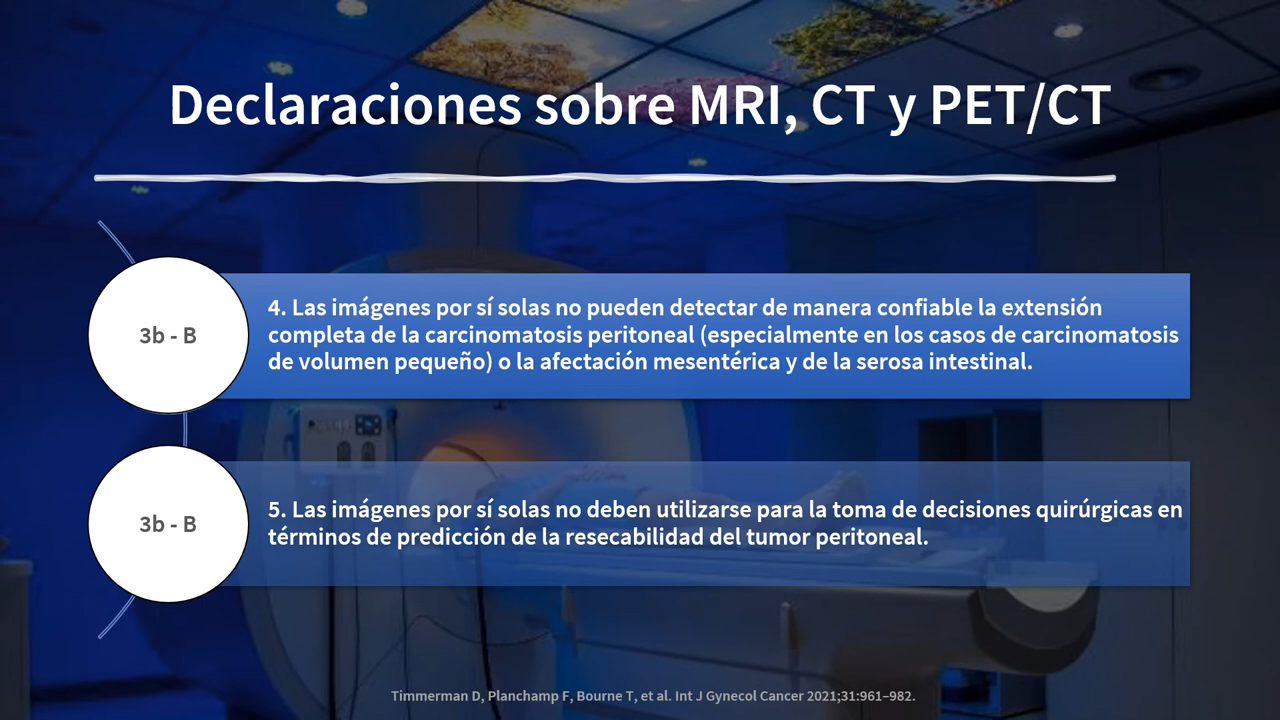 Declaraciones sobre MRI, CT y PET/CT
3b - B
4. Las imágenes por sí solas no pueden detectar de manera confiable la extensión
completa de la carcinomatosis peritoneal (especialmente en los casos de carcinomatosis
de volumen pequeño) o la afectación mesentérica y de la serosa intestinal.
3b - B
5. Las imágenes por sí solas no deben utilizarse para la toma de decisiones quirúrgicas en
términos de predicción de la resecabilidad del tumor peritoneal.
Timmerman D, Planchamp F, Bourne T, et al. Int J Gynecol Cancer 2021;31:961–982.